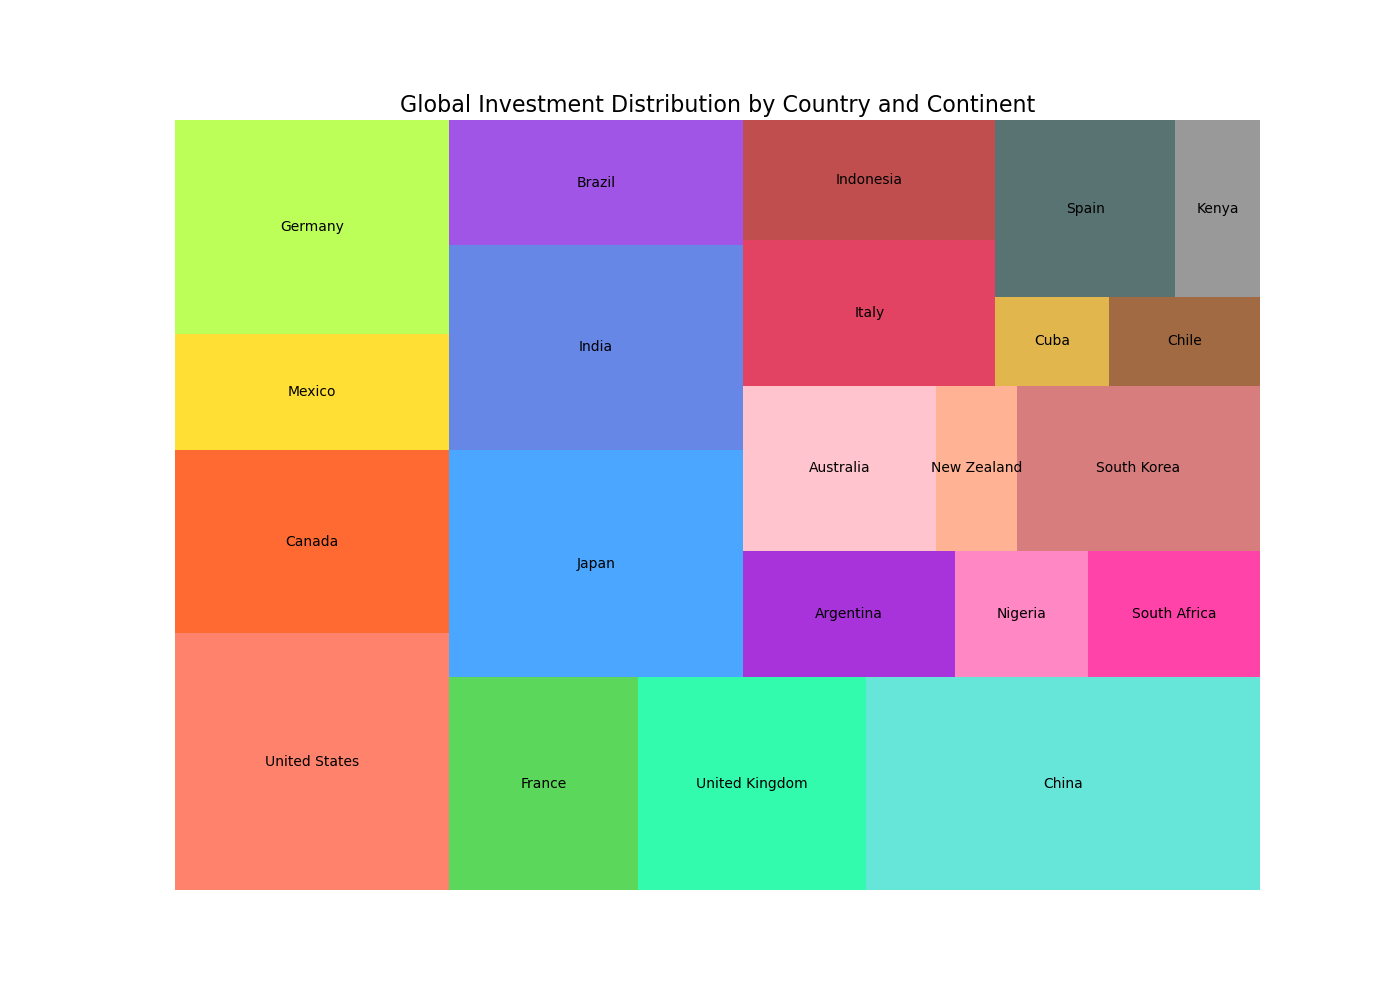 Global Investment Distribution by Country and Continent
Germany
Brazil
Indonesia
Spain
Kenya
Mexico
India
Italy
Cuba
Chile
Canada
Japan
Australia
New Zealand
South Korea
Argentina
Nigeria
South Africa
United States
France
United Kingdom
China